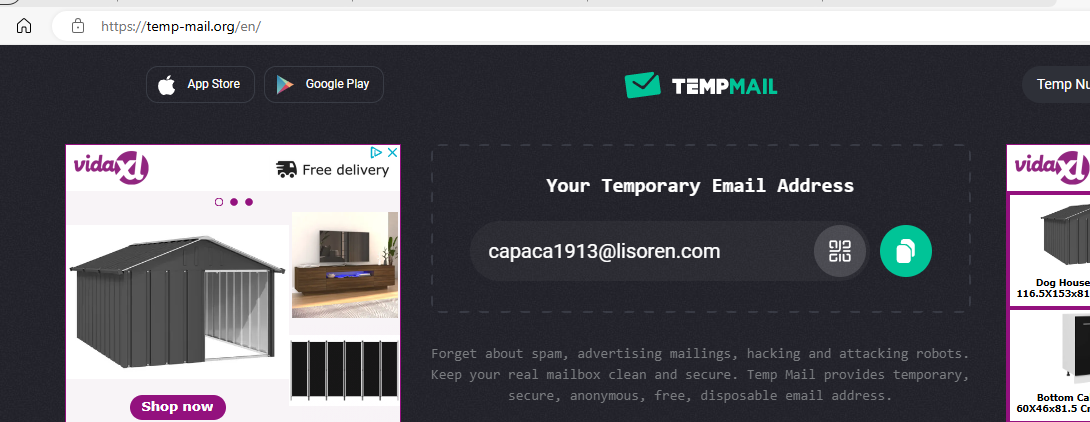 https://temp-mail.org/en/
App Store
Google Play
TEMPMAIL
Temp Nu
vidaXL
Free delivery
Shop now
Your Temporary Email Address
capaca1913@lisoren.com
Forget about spam, advertising mailings, hacking and attacking robots.
Keep your real mailbox clean and secure. Temp Mail provides temporary,
secure, anonymous, free, disposable email address.
vidaXL
Dog House
116.5X153x81
Bottom Ca
60X46x81.5 C